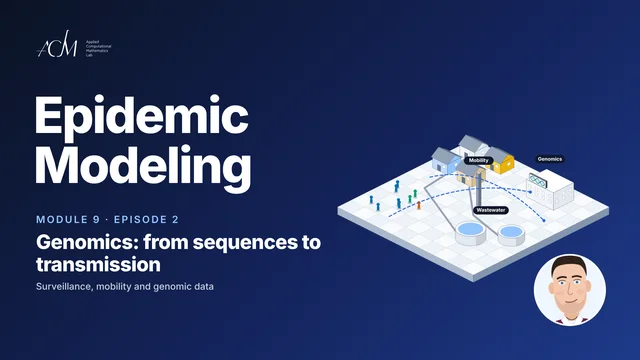 ACM
Applied
Computational
Mathematics
Lab
Epidemic
Modeling
MODULE 9 · EPISODE 2
Genomics: from sequences to
transmission
Surveillance, mobility and genomic data
Mobility
Genomics
Wastewater